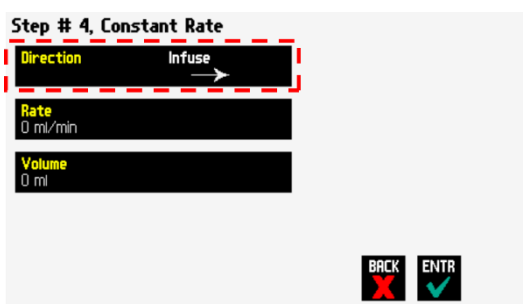 Step # 4, Constant Rate
Direction Infuse
Rate
0 ml/min
Volume
0 ml
BACK ENTR